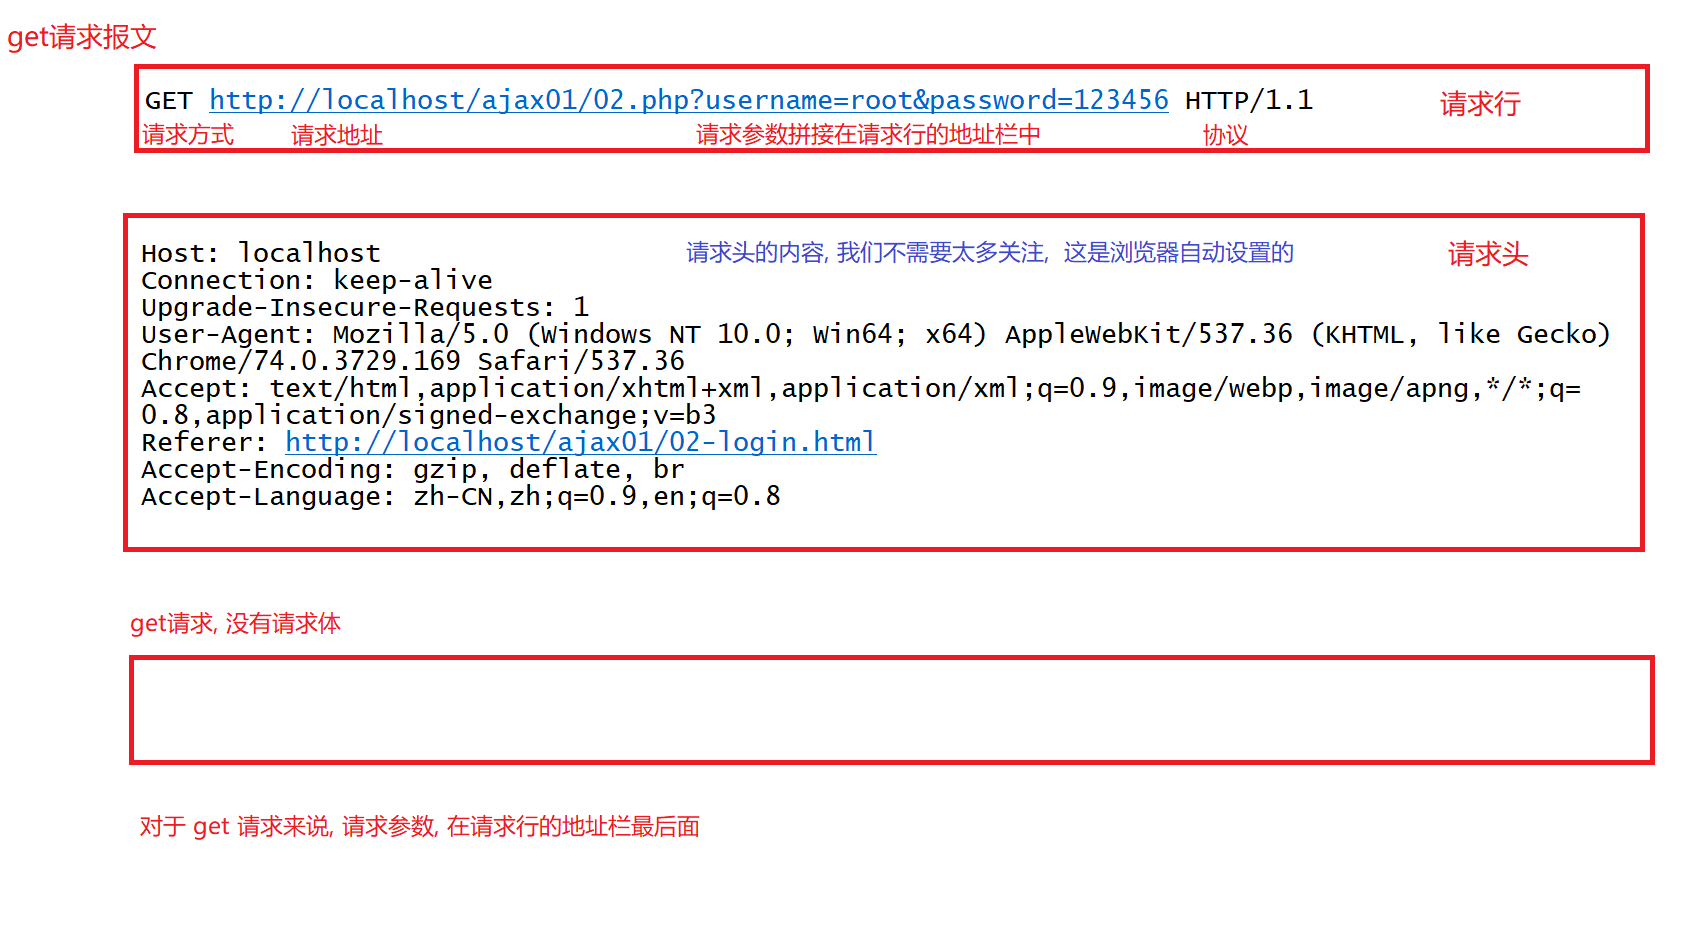 get请求报文
GET http://localhost/ajax01/02.php?username=root&password=123456 HTTP/1.1 请求行
请求方式 请求地址 请求参数拼接在请求行的地址栏中 协议
Host: localhost 请求头的内容, 我们不需要太多关注, 这是浏览器自动设置的 请求头
Connection: keep-alive
Upgrade-Insecure-Requests: 1
User-Agent: Mozilla/5.0 (Windows NT 10.0; Win64; x64) AppleWebKit/537.36 (KHTML, like Gecko)
Chrome/74.0.3729.169 Safari/537.36
Accept: text/html,application/xhtml+xml,application/xml;q=0.9,image/webp,image/apng,*/*;q=
0.8,application/signed-exchange;v=b3
Referer: http://localhost/ajax01/02-login.html
Accept-Encoding: gzip, deflate, br
Accept-Language: zh-CN,zh;q=0.9,en;q=0.8
get请求, 没有请求体
对于 get 请求来说, 请求参数, 在请求行的地址栏最后面